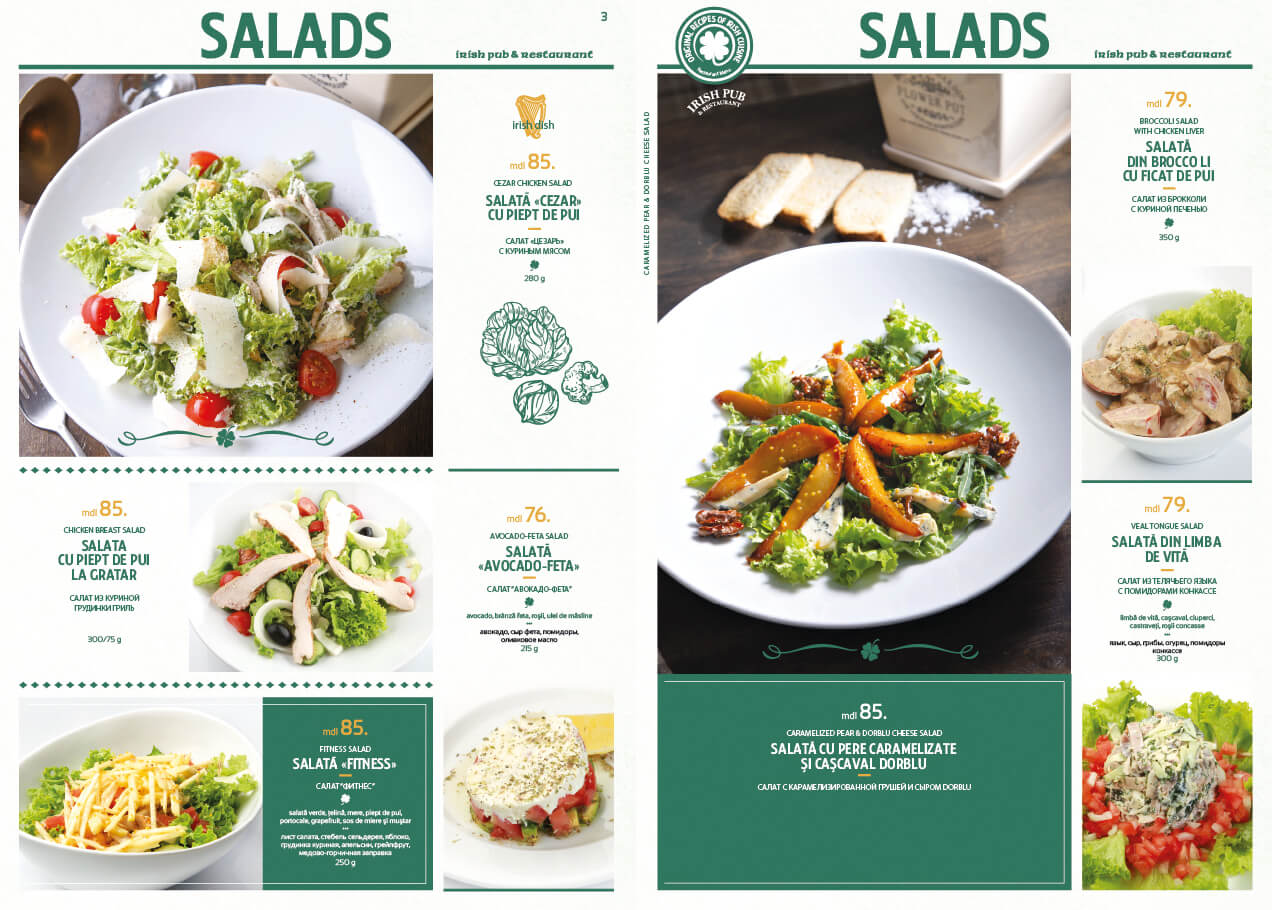 SALADS
3
irish pub & restaurant
irish dish
mdl 85.
CEZAR CHICKEN SALAD
SALATĂ «CEZAR»
CU PIEPT DE PUI
САЛАТ «ЦЕЗАРЬ»
С КУРИНЫМ МЯСОМ
280 g
mdl 85.
CHICKEN BREAST SALAD
SALATA
CU PIEPT DE PUI
LA GRATAR
САЛАТ ИЗ КУРИНОЙ
ГРУДИНКИ ГРИЛЬ
300/75 g
mdl 76.
AVOCADO-FETA SALAD
SALATĂ
«AVOCADO-FETA»
САЛАТ"АВОКАДО-ФЕТА"
avocado, brânză feta, roșii, ulei de măsline
***
авокадо, сыр фета, помидоры,
оливковое масло
215 g
mdl 85.
FITNESS SALAD
SALATĂ «FITNESS»
САЛАТ"ФИТНЕС"
salată verde, țelină, mere, piept de pui,
portocale, grapefruit, sos de miere și muștar
***
лист салата, стебель сельдерея, яблоко,
грудинка куриная, апельсин, грейпфрут,
медово-горчичная заправка
250 g
ORIGINAL RECIPES OF IRISH CUISINE
IRISH PUB
& RESTAURANT
SALADS
irish pub & restaurant
CARAMELIZED PEAR & DORBLU CHEESE SALAD
FLOWER POT
mdl 79.
BROCCOLI SALAD
WITH CHICKEN LIVER
SALATĂ
DIN BROCCO LI
CU FICAT DE PUI
САЛАТ ИЗ БРОККОЛИ
С КУРИНОЙ ПЕЧЕНЬЮ
350 g
mdl 79.
VEAL TONGUE SALAD
SALATĂ DIN LIMBA
DE VITĂ
САЛАТ ИЗ ТЕЛЯЧЬЕГО ЯЗЫКА
С ПОМИДОРАМИ КОНКАССЕ
limbă de vită, cașcaval, ciuperci,
castraveți, roșii concasse
***
язык, сыр, грибы, огурец, помидоры
конкассе
300 g
mdl 85.
CARAMELIZED PEAR & DORBLU CHEESE SALAD
SALATĂ CU PERE CARAMELIZATE
ȘI CAȘCAVAL DORBLU
САЛАТ С КАРАМЕЛИЗИРОВАННОЙ ГРУШЕЙ И СЫРОМ DORBLU